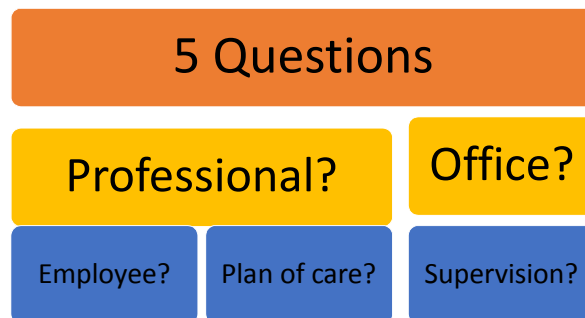 5 Questions
Professional?
Office?
Employee?
Plan of care?
Supervision?